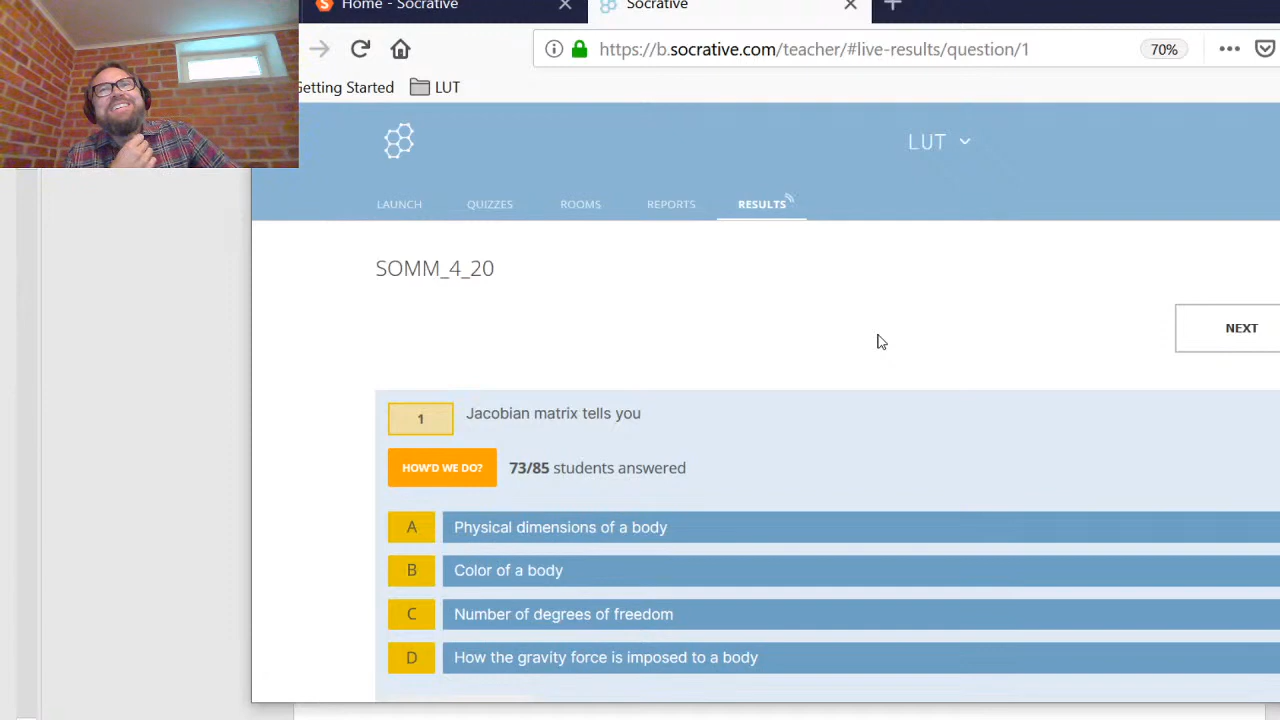 Home - Socrative
Socrative
https://b.socrative.com/teacher/#live-results/question/1
70%
Getting Started
LUT
LUT
LAUNCH
QUIZZES
ROOMS
REPORTS
RESULTS
SOMM_4_20
NEXT
1
Jacobian matrix tells you
HOW'D WE DO?
73/85 students answered
A
Physical dimensions of a body
B
Color of a body
C
Number of degrees of freedom
D
How the gravity force is imposed to a body